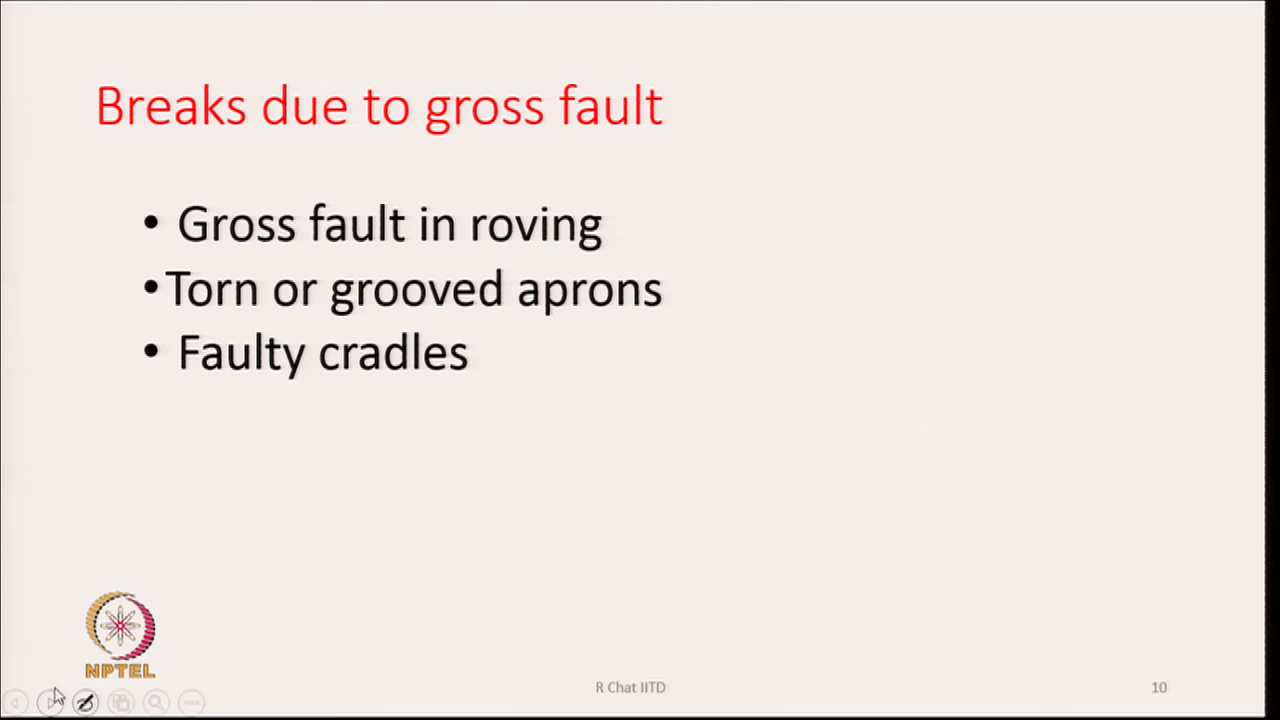 Breaks due to gross fault
• Gross fault in roving
• Torn or grooved aprons
• Faulty cradles
NPTEL
R Chat IITD
10